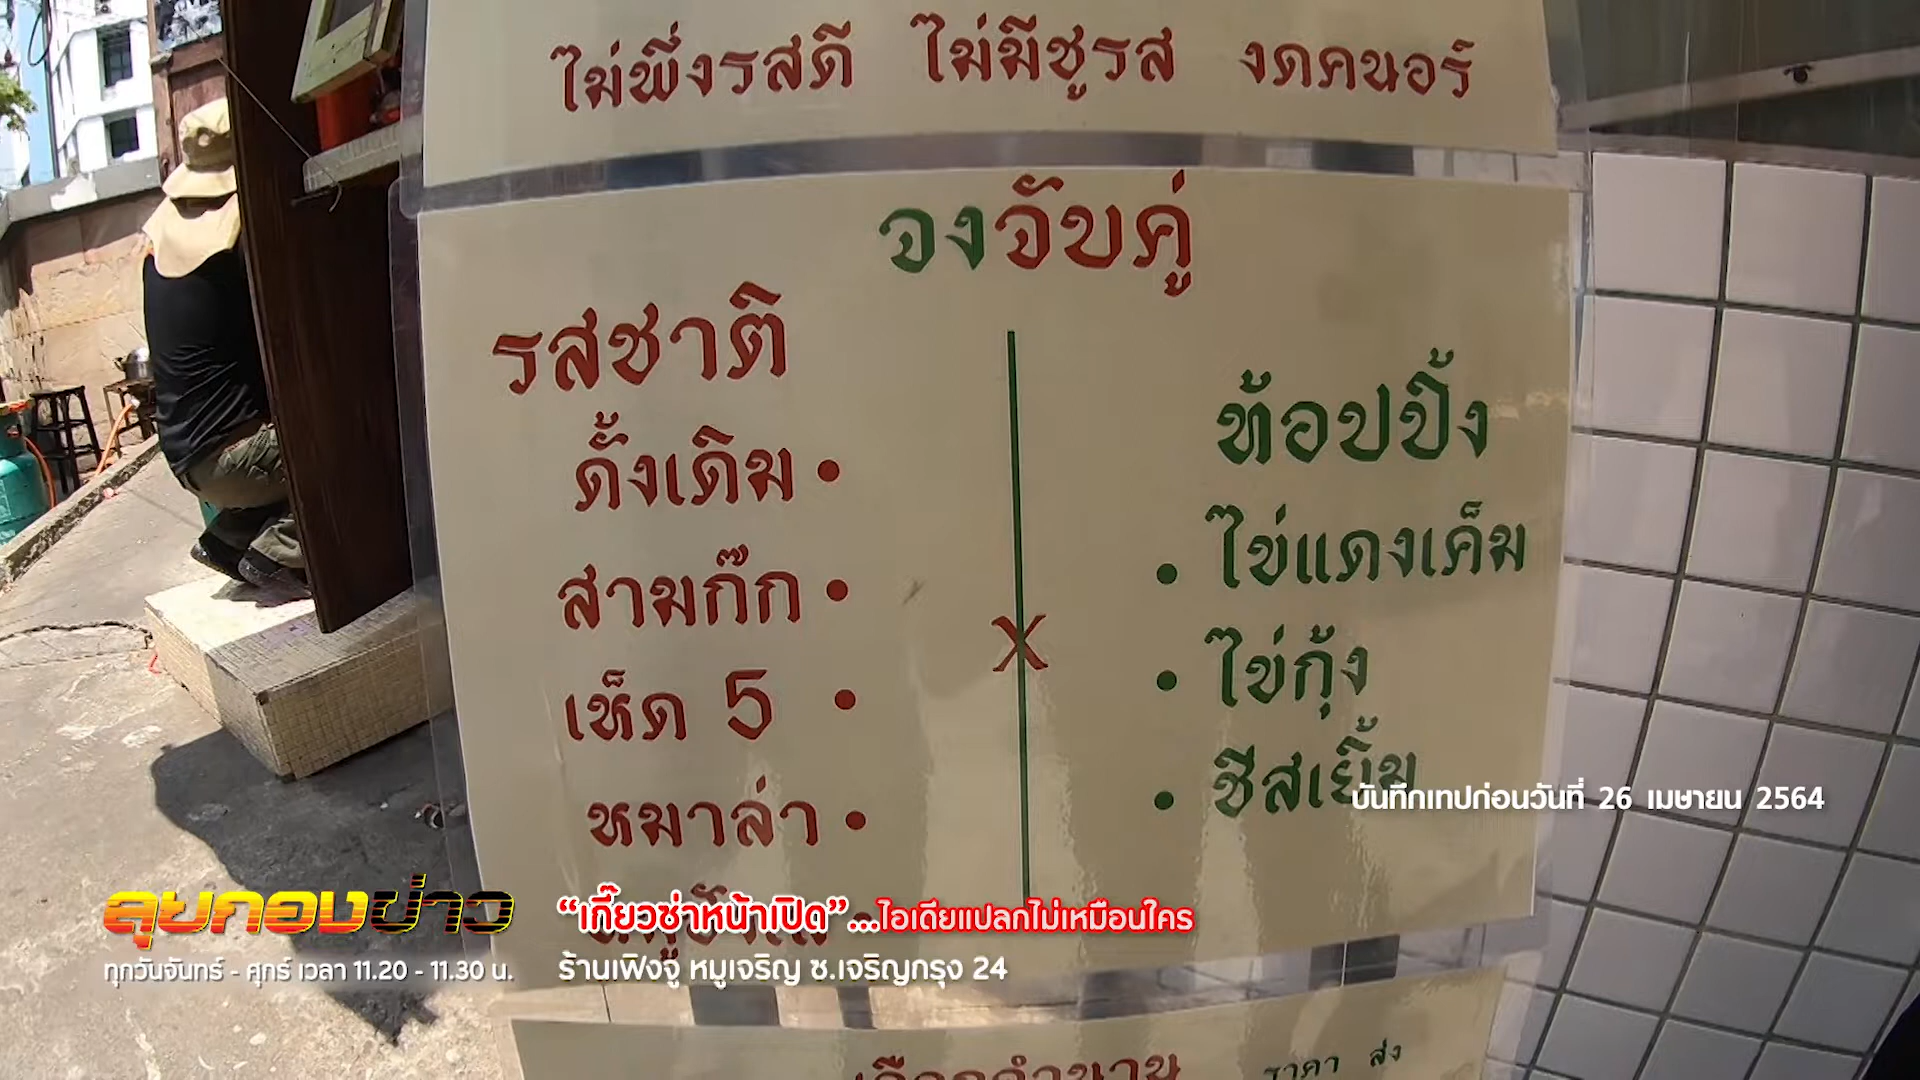 ไม่พึ่งรสดี ไม่มีชูรส งดคนอร์
จงจับคู่
รสชาติ
ดั้งเดิม
สามก๊ก
เห็ด 5
หมาล่า
X
ท้อปปิ้ง
ไข่แดงเค็ม
ไข่กุ้ง
ชีสเยิ้ม
บันทึกเทปก่อนวันที่ 26 เมษายน 2564
ลุยกองข่าว
ทุกวันจันทร์ - ศุกร์ เวลา 11.20 - 11.30 น.
“เกี๊ยวซ่าหน้าเปิด”...ไอเดียแปลกไม่เหมือนใคร
ร้านเฟิงจู หมูเจริญ ซ.เจริญกรุง 24
ราคา ส่ง